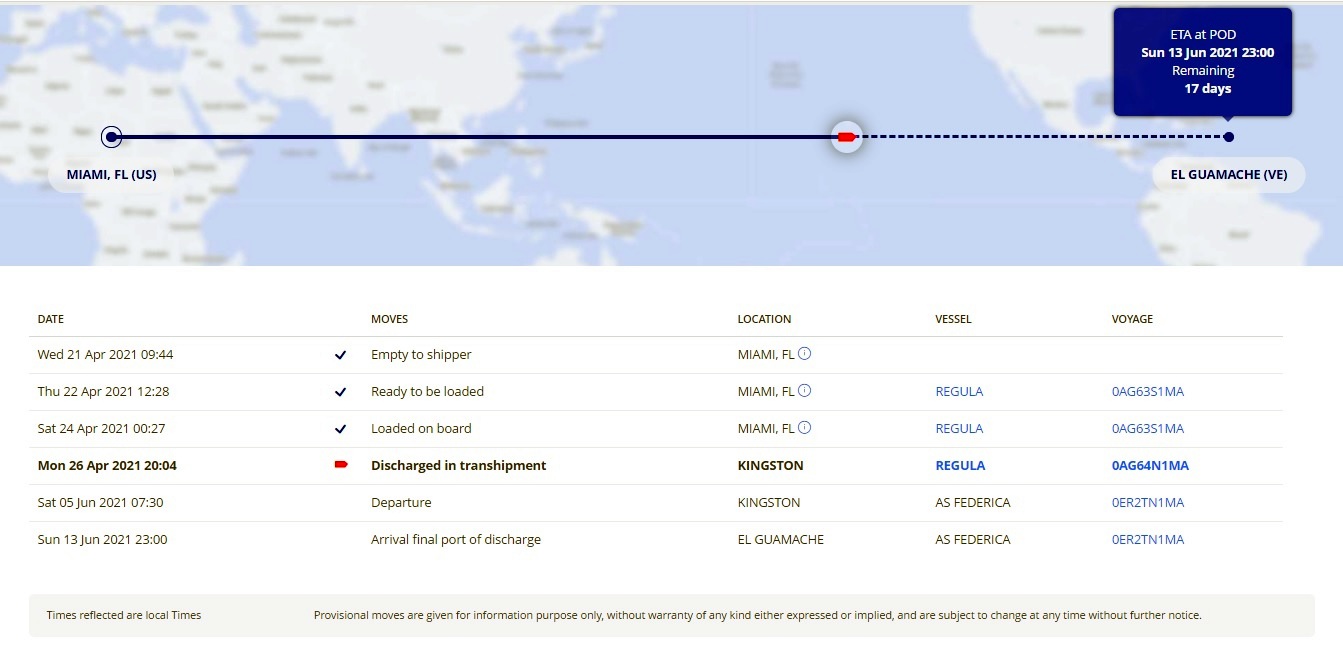 ETA at POD
Sun 13 Jun 2021 23:00
Remaining
17 days
MIAMI, FL (US) EL GUAMACHE (VE)
DATE MOVES LOCATION VESSEL VOYAGE
Wed 21 Apr 2021 09:44 Empty to shipper MIAMI, FL
Thu 22 Apr 2021 12:28 Ready to be loaded MIAMI, FL REGULA 0AG63S1MA
Sat 24 Apr 2021 00:27 Loaded on board MIAMI, FL REGULA 0AG63S1MA
Mon 26 Apr 2021 20:04 Discharged in transhipment KINGSTON REGULA 0AG64N1MA
Sat 05 Jun 2021 07:30 Departure KINGSTON AS FEDERICA 0ER2TN1MA
Sun 13 Jun 2021 23:00 Arrival final port of discharge EL GUAMACHE AS FEDERICA 0ER2TN1MA
Times reflected are local Times Provisional moves are given for information purpose only, without warranty of any kind either expressed or implied, and are subject to change at any time without further notice.